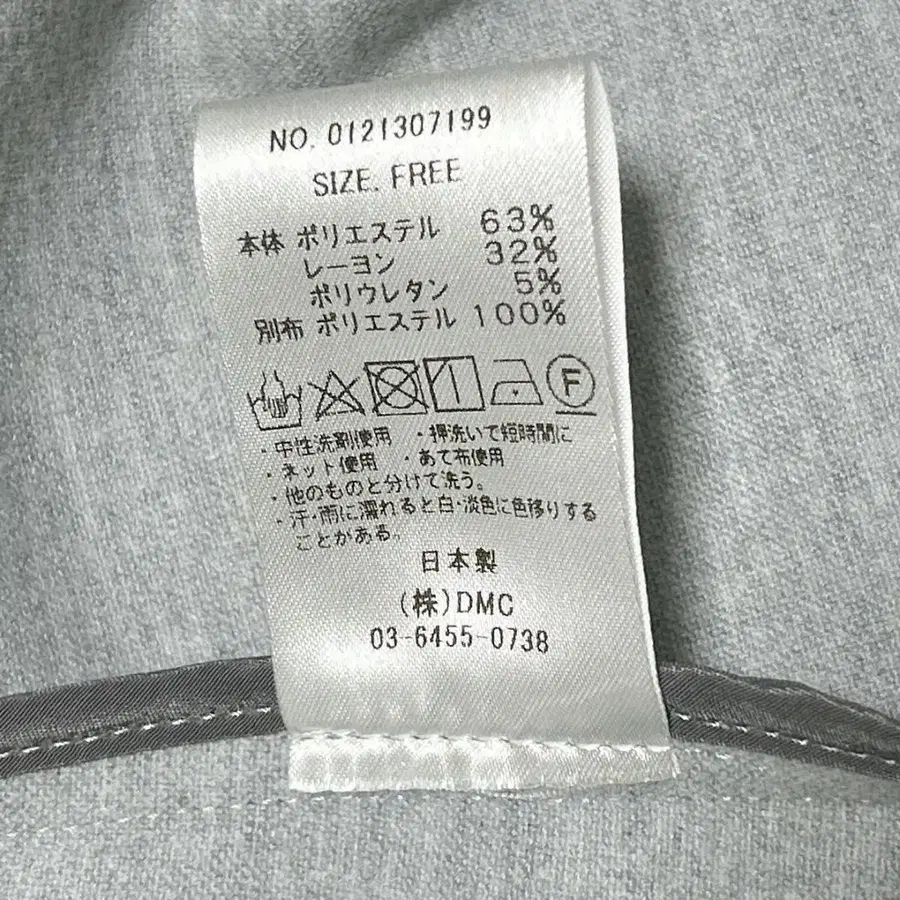 NO. 0121307199
SIZE. FREE
本体 ポリエステル 63%
レーヨン 32%
ポリウレタン 5%
別布 ポリエステル 100%
F
・中性洗剤使用 ・押洗いで短時間に
・ネット使用 ・あて布使用
・他のものと分けて洗う。
・汗・雨に濡れると白・淡色に色移りする
ことがある。
日本製
(株)DMC
03-6455-0738